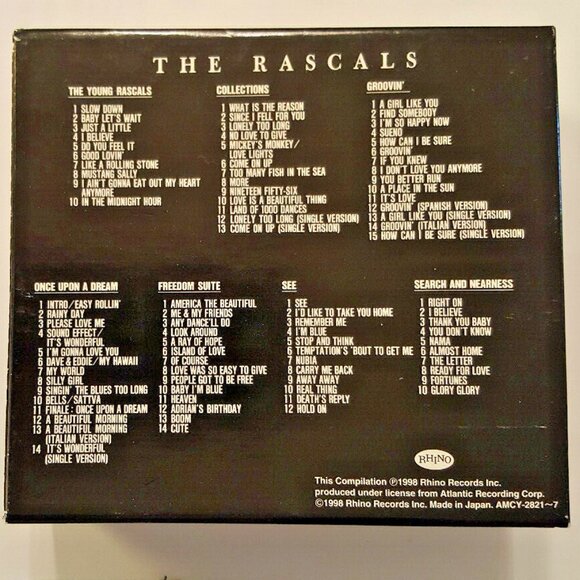 THE RASCALS
THE YOUNG RASCALS
1 SLOW DOWN
2 BABY LET'S WAIT
3 JUST A LITTLE
4 I BELIEVE
5 DO YOU FEEL IT
6 GOOD LOVIN'
7 LIKE A ROLLING STONE
8 MUSTANG SALLY
9 I AIN'T GONNA EAT OUT MY HEART
ANYMORE
10 IN THE MIDNIGHT HOUR
COLLECTIONS
1 WHAT IS THE REASON
2 SINCE I FELL FOR YOU
3 LONELY TOO LONG
4 NO LOVE TO GIVE
5 MICKEY'S MONKEY/
LOVE LIGHTS
6 COME ON UP
7 TOO MANY FISH IN THE SEA
8 MORE
9 NINETEEN FIFTY-SIX
10 LOVE IS A BEAUTIFUL THING
11 LAND OF 1000 DANCES
12 LONELY TOO LONG (SINGLE VERSION)
13 COME ON UP (SINGLE VERSION)
GROOVIN'
1 A GIRL LIKE YOU
2 FIND SOMEBODY
3 I'M SO HAPPY NOW
4 SUENO
5 HOW CAN I BE SURE
6 GROOVIN'
7 IF YOU KNEW
8 I DON'T LOVE YOU ANYMORE
9 YOU BETTER RUN
10 A PLACE IN THE SUN
11 IT'S LOVE
12 GROOVIN' (SPANISH VERSION)
13 A GIRL LIKE YOU (SINGLE VERSION)
14 GROOVIN' (ITALIAN VERSION)
15 HOW CAN I BE SURE (SINGLE VERSION)
ONCE UPON A DREAM
1 INTRO/EASY ROLLIN'
2 RAINY DAY
3 PLEASE LOVE ME
4 SOUND EFFECT/
IT'S WONDERFUL
5 I'M GONNA LOVE YOU
6 DAVE & EDDIE/MY HAWAII
7 MY WORLD
8 SILLY GIRL
9 SINGIN' THE BLUES TOO LONG
10 BELLS/SATTVA
11 FINALE : ONCE UPON A DREAM
12 A BEAUTIFUL MORNING
13 A BEAUTIFUL MORNING
(ITALIAN VERSION)
14 IT'S WONDERFUL
(SINGLE VERSION)
FREEDOM SUITE
1 AMERICA THE BEAUTIFUL
2 ME & MY FRIENDS
3 ANY DANCE'LL DO
4 LOOK AROUND
5 A RAY OF HOPE
6 ISLAND OF LOVE
7 OF COURSE
8 LOVE WAS SO EASY TO GIVE
9 PEOPLE GOT TO BE FREE
10 BABY I'M BLUE
11 HEAVEN
12 ADRIAN'S BIRTHDAY
13 BOOM
14 CUTE
SEE
1 SEE
2 I'D LIKE TO TAKE YOU HOME
3 REMEMBER ME
4 I'M BLUE
5 STOP AND THINK
6 TEMPTATION'S 'BOUT TO GET ME
7 NUBIA
8 CARRY ME BACK
9 AWAY AWAY
10 REAL THING
11 DEATH'S REPLY
12 HOLD ON
SEARCH AND NEARNESS
1 RIGHT ON
2 I BELIEVE
3 THANK YOU BABY
4 YOU DON'T KNOW
5 NAMA
6 ALMOST HOME
7 THE LETTER
8 READY FOR LOVE
9 FORTUNES
10 GLORY GLORY
RHINO
This Compilation ℗1998 Rhino Records Inc.
produced under license from Atlantic Recording Corp.
©1998 Rhino Records Inc. Made in Japan. AMCY-2821~7